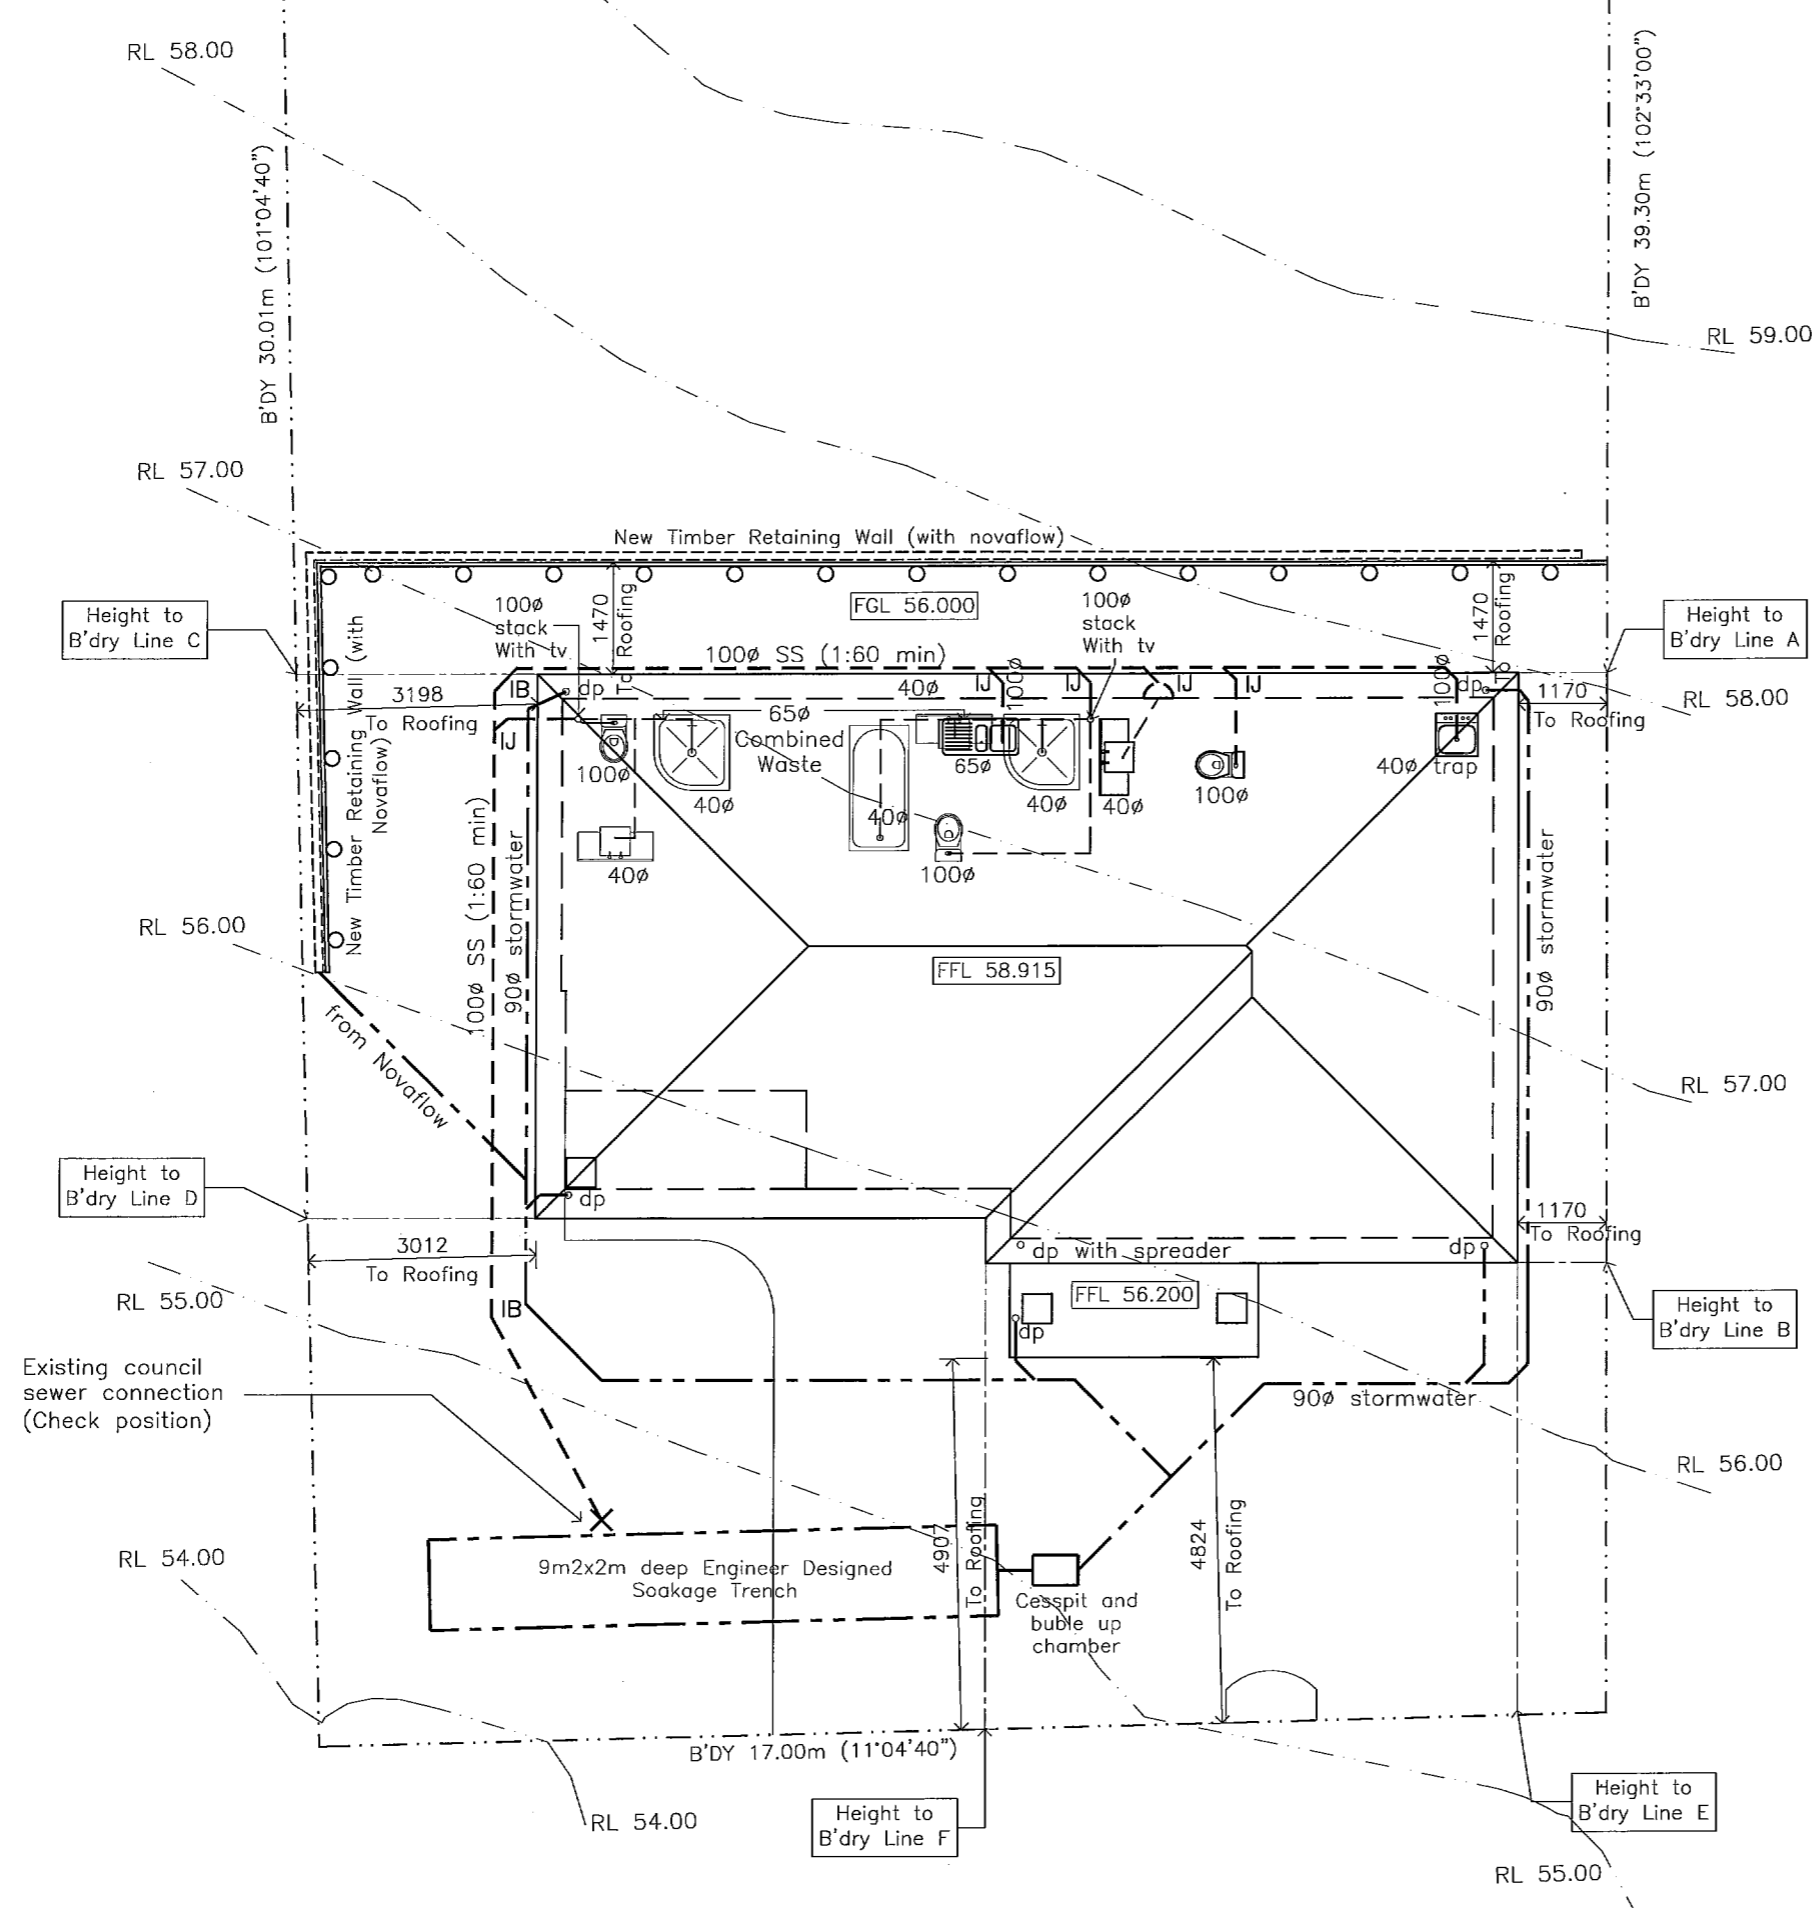 RL 58.00
B'DY 30.01m (101°04'40")
B'DY 39.30m (102°33'00")
RL 59.00
RL 57.00
New Timber Retaining Wall (with novaflow)
Height to
B'dry Line C
New Timber Retaining Wall (with
Novaflow)
100ø
stack
With tv
1470
To Roofing
FGL 56.000
100ø
stack
With tv
1470
To Roofing
Height to
B'dry Line A
100ø SS (1:60 min)
3198
To Roofing
IB
dp
40ø
IJ
100ø
IJ
IJ
IJ
100ø
dp
1170
To Roofing
RL 58.00
IJ
65ø
Combined
Waste
100ø
40ø
65ø
40ø
40ø
100ø
40ø trap
40ø
100ø
40ø
100ø SS (1:60 min)
90ø stormwater
90ø stormwater
RL 56.00
FFL 58.915
from Novaflow
RL 57.00
Height to
B'dry Line D
dp
3012
To Roofing
dp with spreader
dp
1170
To Roofing
RL 55.00
IB
FFL 56.200
dp
Height to
B'dry Line B
Existing council
sewer connection
(Check position)
90ø stormwater
RL 56.00
4907
To Roofing
4824
To Roofing
RL 54.00
9m2x2m deep Engineer Designed
Soakage Trench
Cesspit and
buble up
chamber
B'DY 17.00m (11°04'40")
RL 54.00
Height to
B'dry Line F
Height to
B'dry Line E
RL 55.00